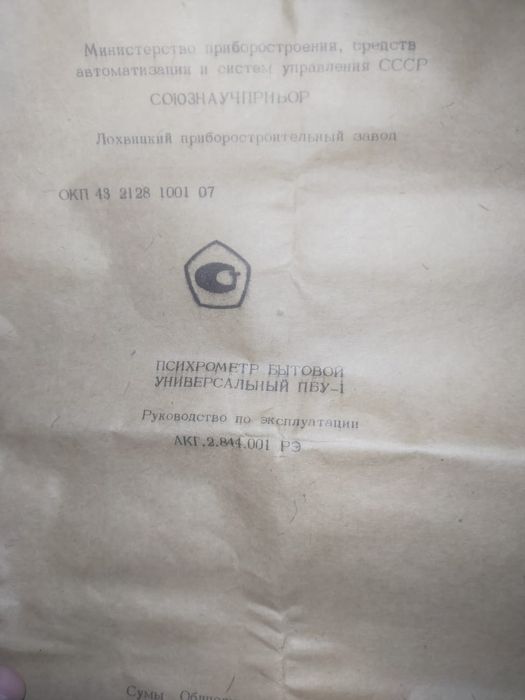 Министерство приборостроения, средств
автоматизации и систем управления СССР
СОЮЗНАУЧПРИБОР
Лохвицкий приборостроительный завод
ОКП 43 2128 1001 07
ПСИХРОМЕТР БЫТОВОЙ
УНИВЕРСАЛЬНЫЙ ПБУ-1
Руководство по эксплуатации
АКГ.2.844.001 РЭ
Сумы